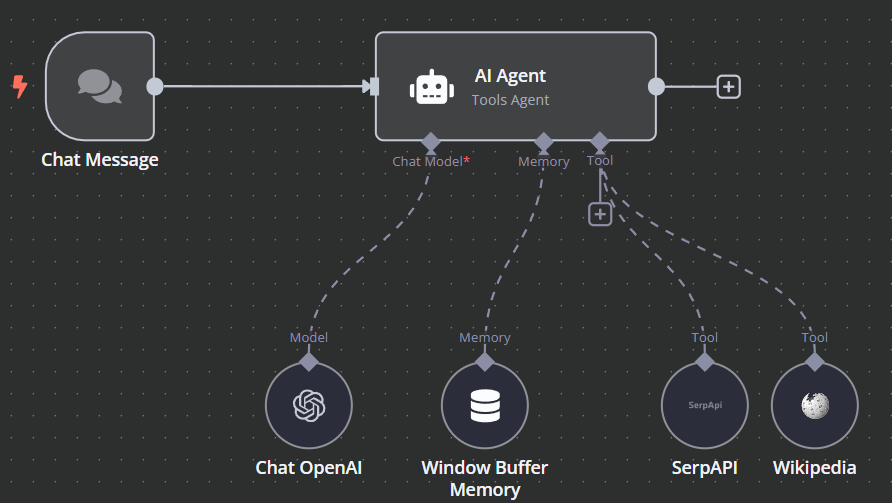 AI Agent
Tools Agent
Chat Message
Chat Model*
Memory
Tool
Model
Memory
Tool
Tool
SerpApi
Chat OpenAI
Window Buffer
Memory
SerpAPI
Wikipedia